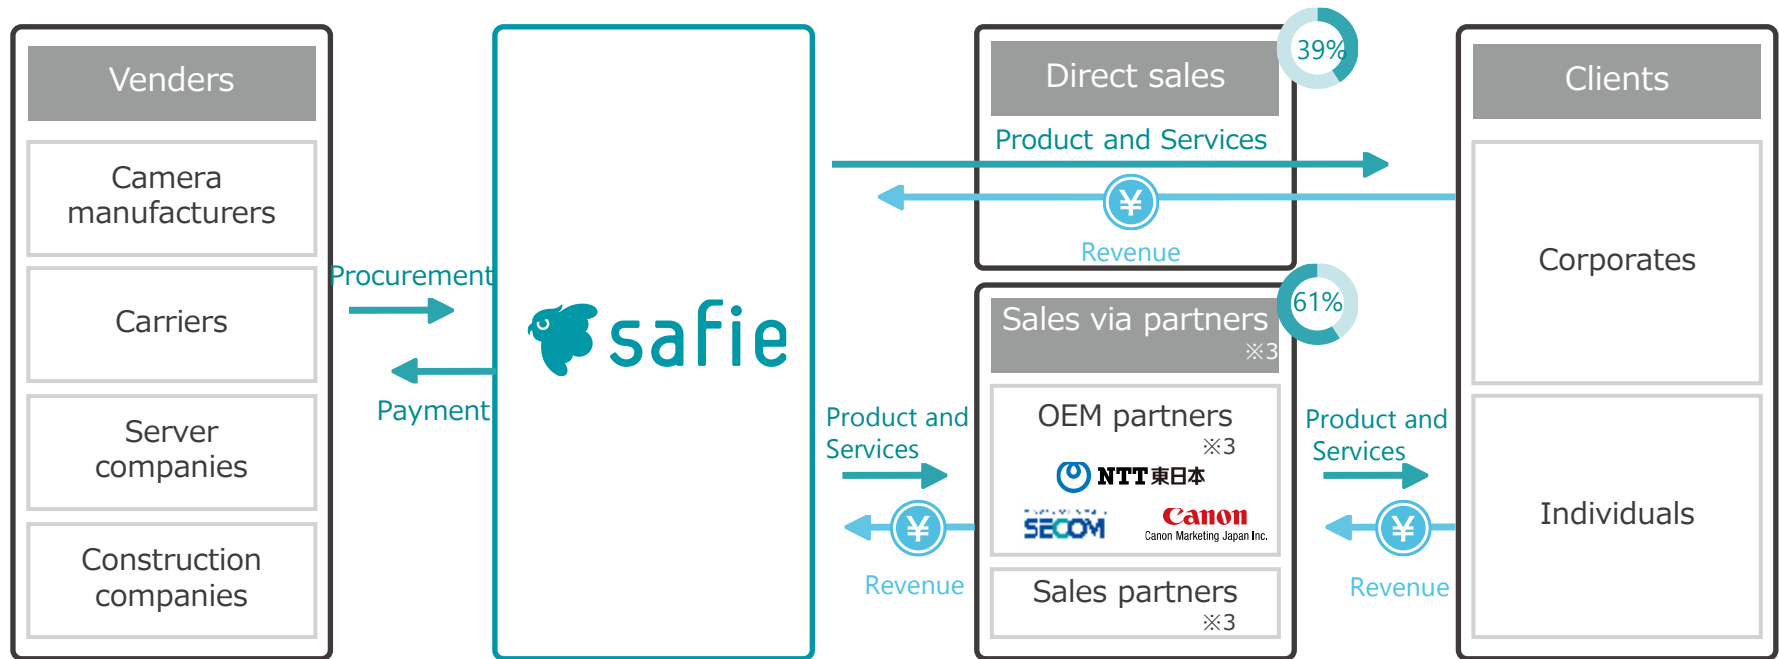 Venders
Camera
manufacturers
Carriers
Server
companies
Construction
companies
Procurement
Payment
safie
Direct sales
39%
Product and Services
¥
Revenue
Sales via partners
※3
61%
Product and
Services
¥
Revenue
OEM partners
※3
NTT東日本
SECOM
Canon
Canon Marketing Japan Inc.
Sales partners
※3
Product and
Services
¥
Revenue
Clients
Corporates
Individuals